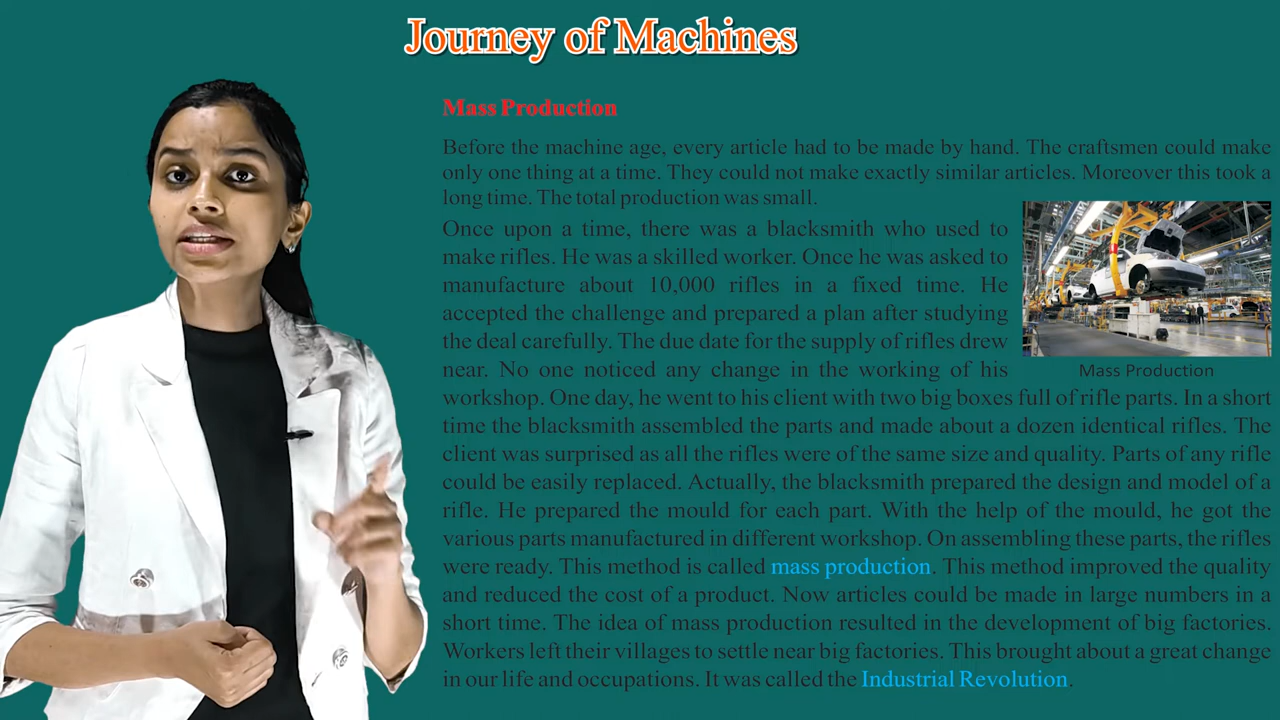 Journey of Machines
Mass Production
Before the machine age, every article had to be made by hand. The craftsmen could make
only one thing at a time. They could not make exactly similar articles. Moreover this took a
long time. The total production was small.
Once upon a time, there was a blacksmith who used to
make rifles. He was a skilled worker. Once he was asked to
manufacture about 10,000 rifles in a fixed time. He
accepted the challenge and prepared a plan after studying
the deal carefully. The due date for the supply of rifles drew
near. No one noticed any change in the working of his
Mass Production
workshop. One day, he went to his client with two big boxes full of rifle parts. In a short
time the blacksmith assembled the parts and made about a dozen identical rifles. The
client was surprised as all the rifles were of the same size and quality. Parts of any rifle
could be easily replaced. Actually, the blacksmith prepared the design and model of a
rifle. He prepared the mould for each part. With the help of the mould, he got the
various parts manufactured in different workshop. On assembling these parts, the rifles
were ready. This method is called mass production. This method improved the quality
and reduced the cost of a product. Now articles could be made in large numbers in a
short time. The idea of mass production resulted in the development of big factories.
Workers left their villages to settle near big factories. This brought about a great change
in our life and occupations. It was called the Industrial Revolution.